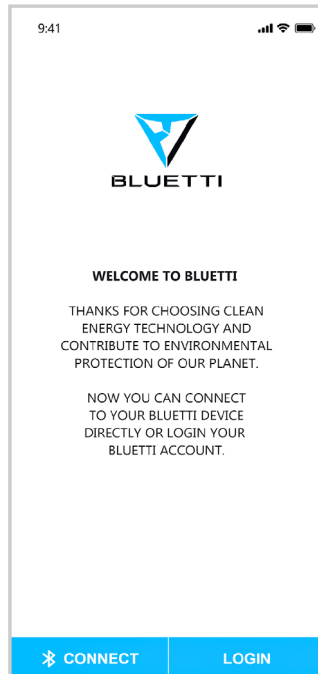 9:41
BLUETTI
WELCOME TO BLUETTI
THANKS FOR CHOOSING CLEAN
ENERGY TECHNOLOGY AND
CONTRIBUTE TO ENVIRONMENTAL
PROTECTION OF OUR PLANET.
NOW YOU CAN CONNECT
TO YOUR BLUETTI DEVICE
DIRECTLY OR LOGIN YOUR
BLUETTI ACCOUNT.
CONNECT LOGIN